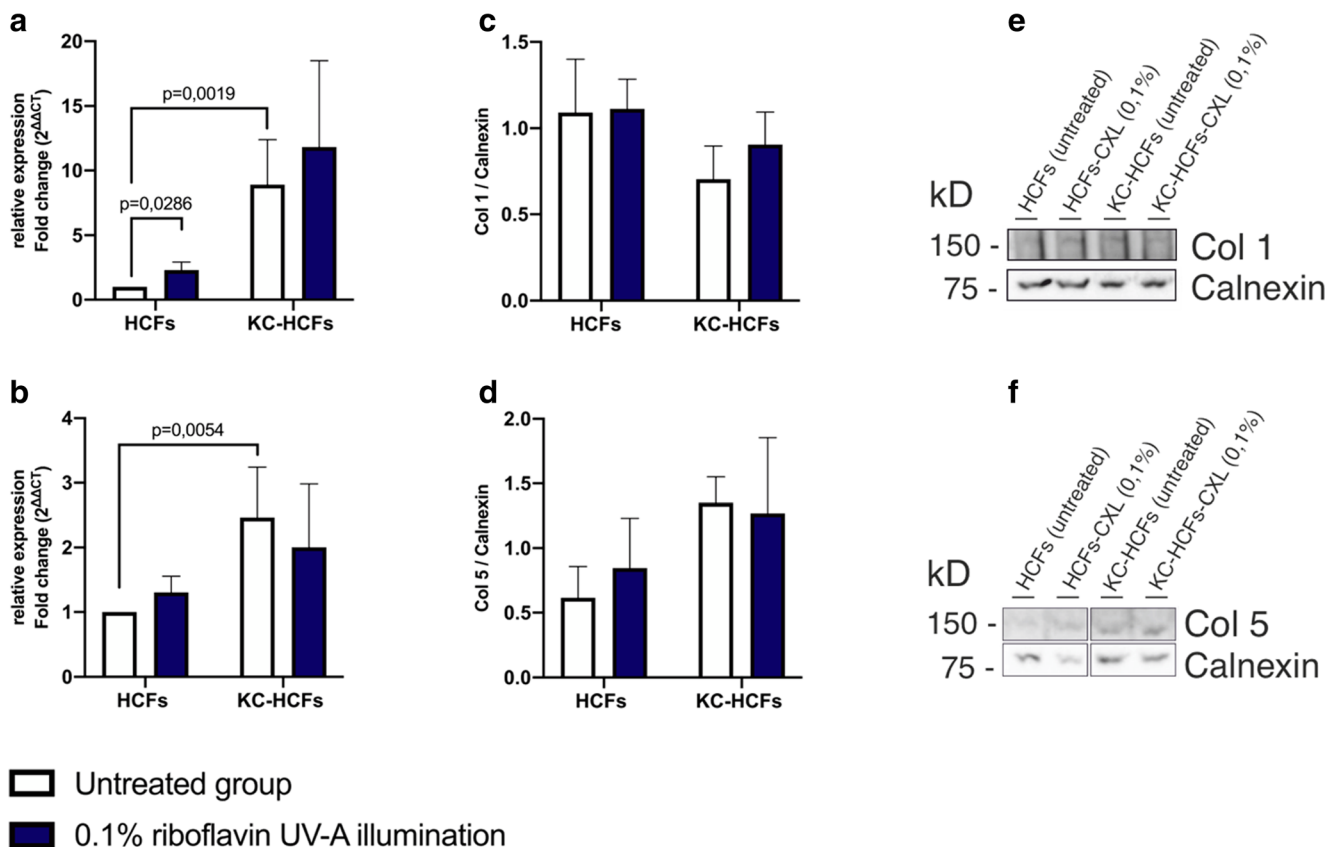 a
relative expression
Fold change (2^ΔΔCT)
20
15
10
5
0
p=0,0019
p=0,0286
HCFs
KC-HCFs
c
Col 1 / Calnexin
1.5
1.0
0.5
0.0
HCFs
KC-HCFs
e
HCFs (untreated)
HCFs-CXL (0,1%)
KC-HCFs (untreated)
KC-HCFs-CXL (0,1%)
kD
150 -
Col 1
75 -
Calnexin
b
relative expression
Fold change (2^ΔΔCT)
4
3
2
1
0
p=0,0054
HCFs
KC-HCFs
d
Col 5 / Calnexin
2.0
1.5
1.0
0.5
0.0
HCFs
KC-HCFs
f
HCFs (untreated)
HCFs-CXL (0,1%)
KC-HCFs (untreated)
KC-HCFs-CXL (0,1%)
kD
150 -
Col 5
75 -
Calnexin
Untreated group
0.1% riboflavin UV-A illumination